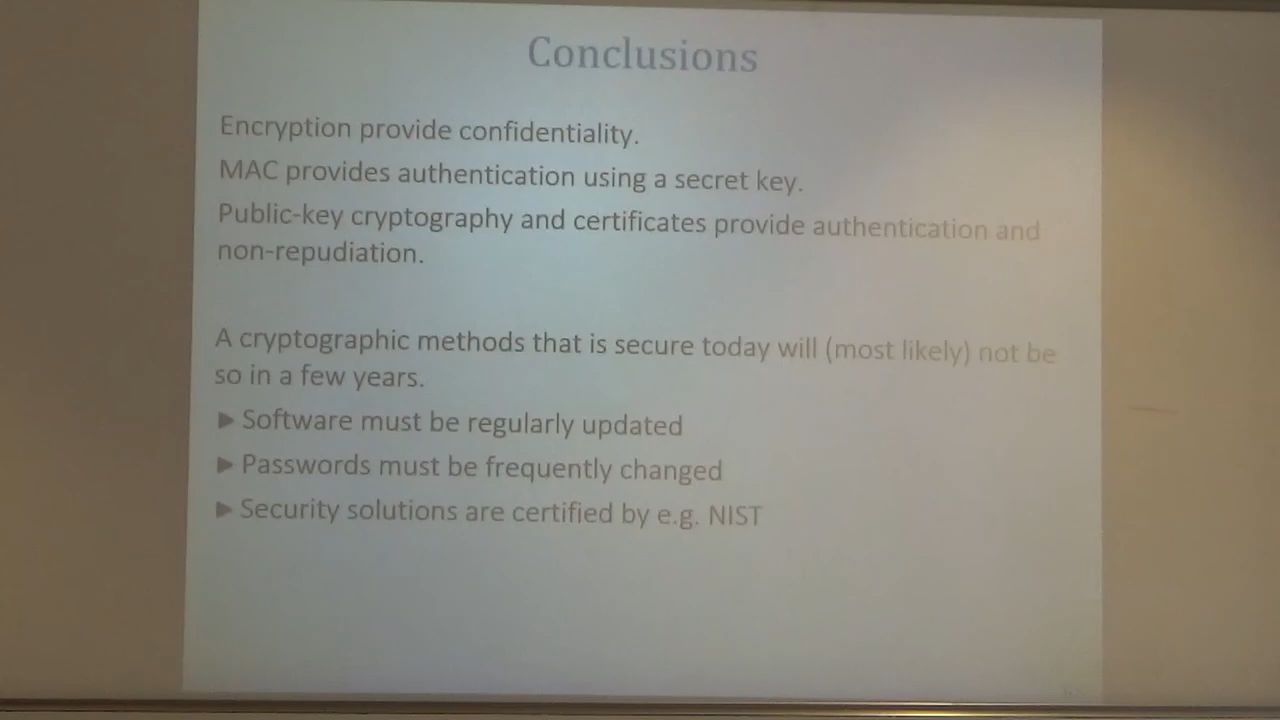 Conclusions
Encryption provide confidentiality.
MAC provides authentication using a secret key.
Public-key cryptography and certificates provide authentication and
non-repudiation.
A cryptographic methods that is secure today will (most likely) not be
so in a few years.
▶ Software must be regularly updated
▶ Passwords must be frequently changed
▶ Security solutions are certified by e.g. NIST